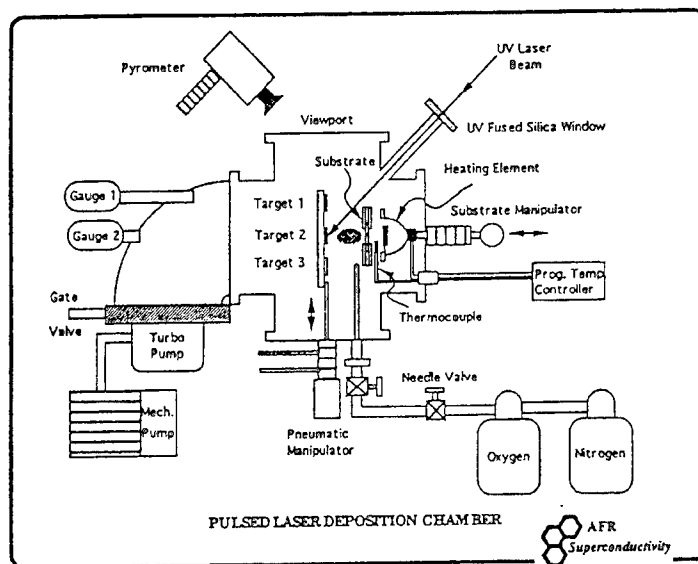 UV Laser
Beam
Pyrometer
Viewport
UV Fused Silica Window
Substrate
Heating Element
Gauge 1
Target 1
Substrate Manipulator
Gauge 2
Target 2
Target 3
Prog. Temp.
Controller
Gate
Valve
Thermocouple
Turbo
Pump
Needle Valve
Mech.
Pump
Pneumatic
Manipulator
Oxygen
Nitrogen
PULSED LASER DEPOSITION CHAMBER
AFR
Superconductivity